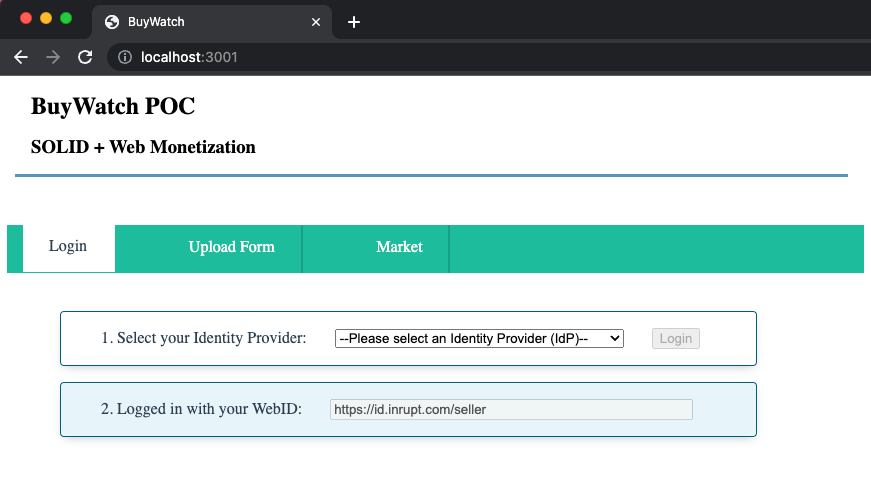 BuyWatch
localhost:3001
BuyWatch POC
SOLID + Web Monetization
Login
Upload Form
Market
1. Select your Identity Provider: --Please select an Identity Provider (IdP)-- Login
2. Logged in with your WebID: https://id.inrupt.com/seller